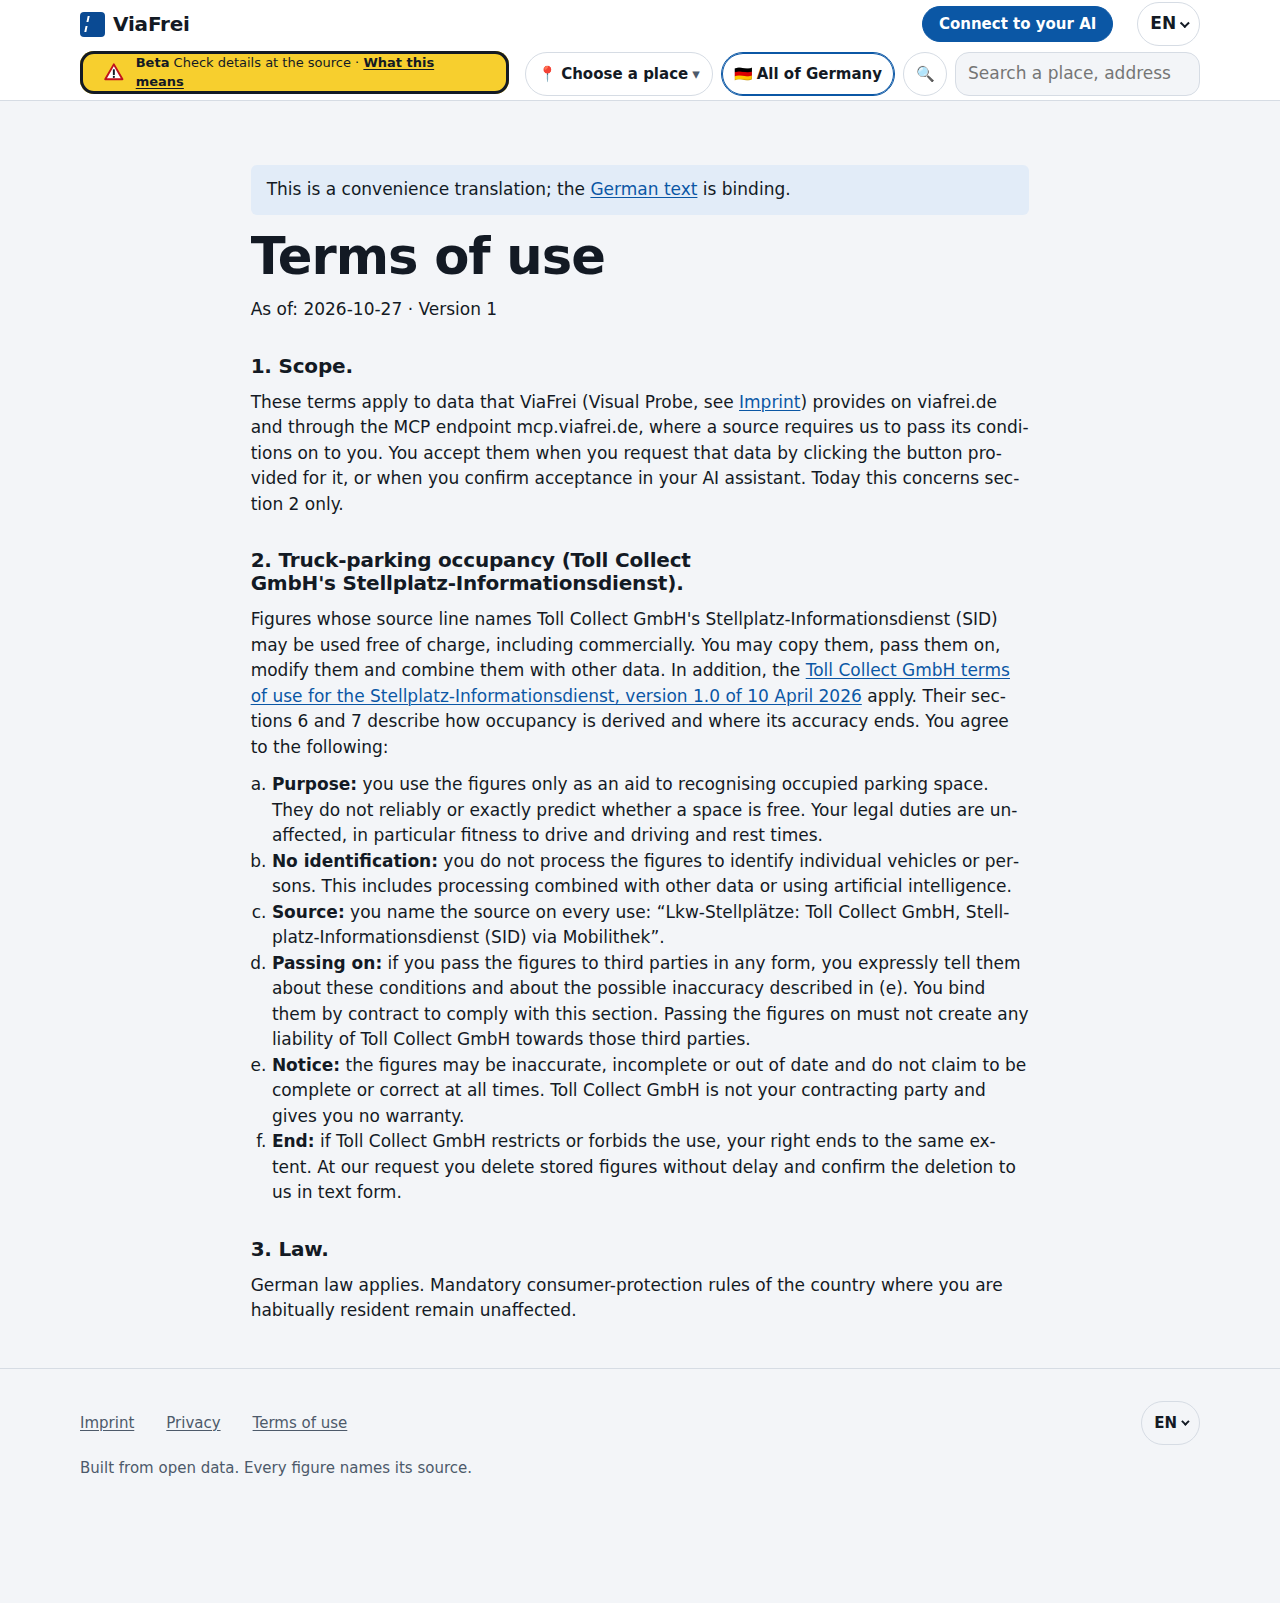 ViaFrei
Connect to your AI
EN
Beta Check details at the source · What this
means
Choose a place
All of Germany
Search a place, address
This is a convenience translation; the German text is binding.
Terms of use
As of: 2026-10-27 · Version 1
1. Scope.
These terms apply to data that ViaFrei (Visual Probe, see Imprint) provides on viafrei.de
and through the MCP endpoint mcp.viafrei.de, where a source requires us to pass its condi-
tions on to you. You accept them when you request that data by clicking the button pro-
vided for it, or when you confirm acceptance in your AI assistant. Today this concerns sec-
tion 2 only.
2. Truck-parking occupancy (Toll Collect
GmbH's Stellplatz-Informationsdienst).
Figures whose source line names Toll Collect GmbH's Stellplatz-Informationsdienst (SID)
may be used free of charge, including commercially. You may copy them, pass them on,
modify them and combine them with other data. In addition, the Toll Collect GmbH terms
of use for the Stellplatz-Informationsdienst, version 1.0 of 10 April 2026 apply. Their sec-
tions 6 and 7 describe how occupancy is derived and where its accuracy ends. You agree
to the following:
a. Purpose: you use the figures only as an aid to recognising occupied parking space.
They do not reliably or exactly predict whether a space is free. Your legal duties are un-
affected, in particular fitness to drive and driving and rest times.
b. No identification: you do not process the figures to identify individual vehicles or per-
sons. This includes processing combined with other data or using artificial intelligence.
c. Source: you name the source on every use: “Lkw-Stellplätze: Toll Collect GmbH, Stell-
platz-Informationsdienst (SID) via Mobilithek”.
d. Passing on: if you pass the figures to third parties in any form, you expressly tell them
about these conditions and about the possible inaccuracy described in (e). You bind
them by contract to comply with this section. Passing the figures on must not create any
liability of Toll Collect GmbH towards those third parties.
e. Notice: the figures may be inaccurate, incomplete or out of date and do not claim to be
complete or correct at all times. Toll Collect GmbH is not your contracting party and
gives you no warranty.
f. End: if Toll Collect GmbH restricts or forbids the use, your right ends to the same ex-
tent. At our request you delete stored figures without delay and confirm the deletion to
us in text form.
3. Law.
German law applies. Mandatory consumer-protection rules of the country where you are
habitually resident remain unaffected.
Imprint
Privacy
Terms of use
EN
Built from open data. Every figure names its source.